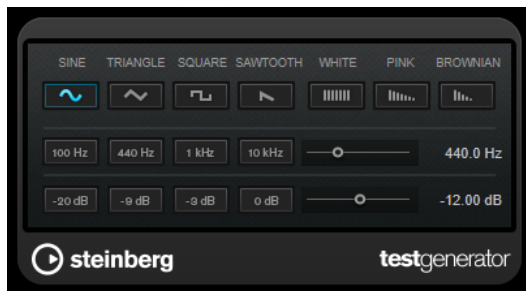 SINE TRIANGLE SQUARE SAWTOOTH WHITE PINK BROWNIAN
100 Hz 440 Hz 1 kHz 10 kHz 440.0 Hz
-20 dB -9 dB -3 dB 0 dB -12.00 dB
steinberg testgenerator